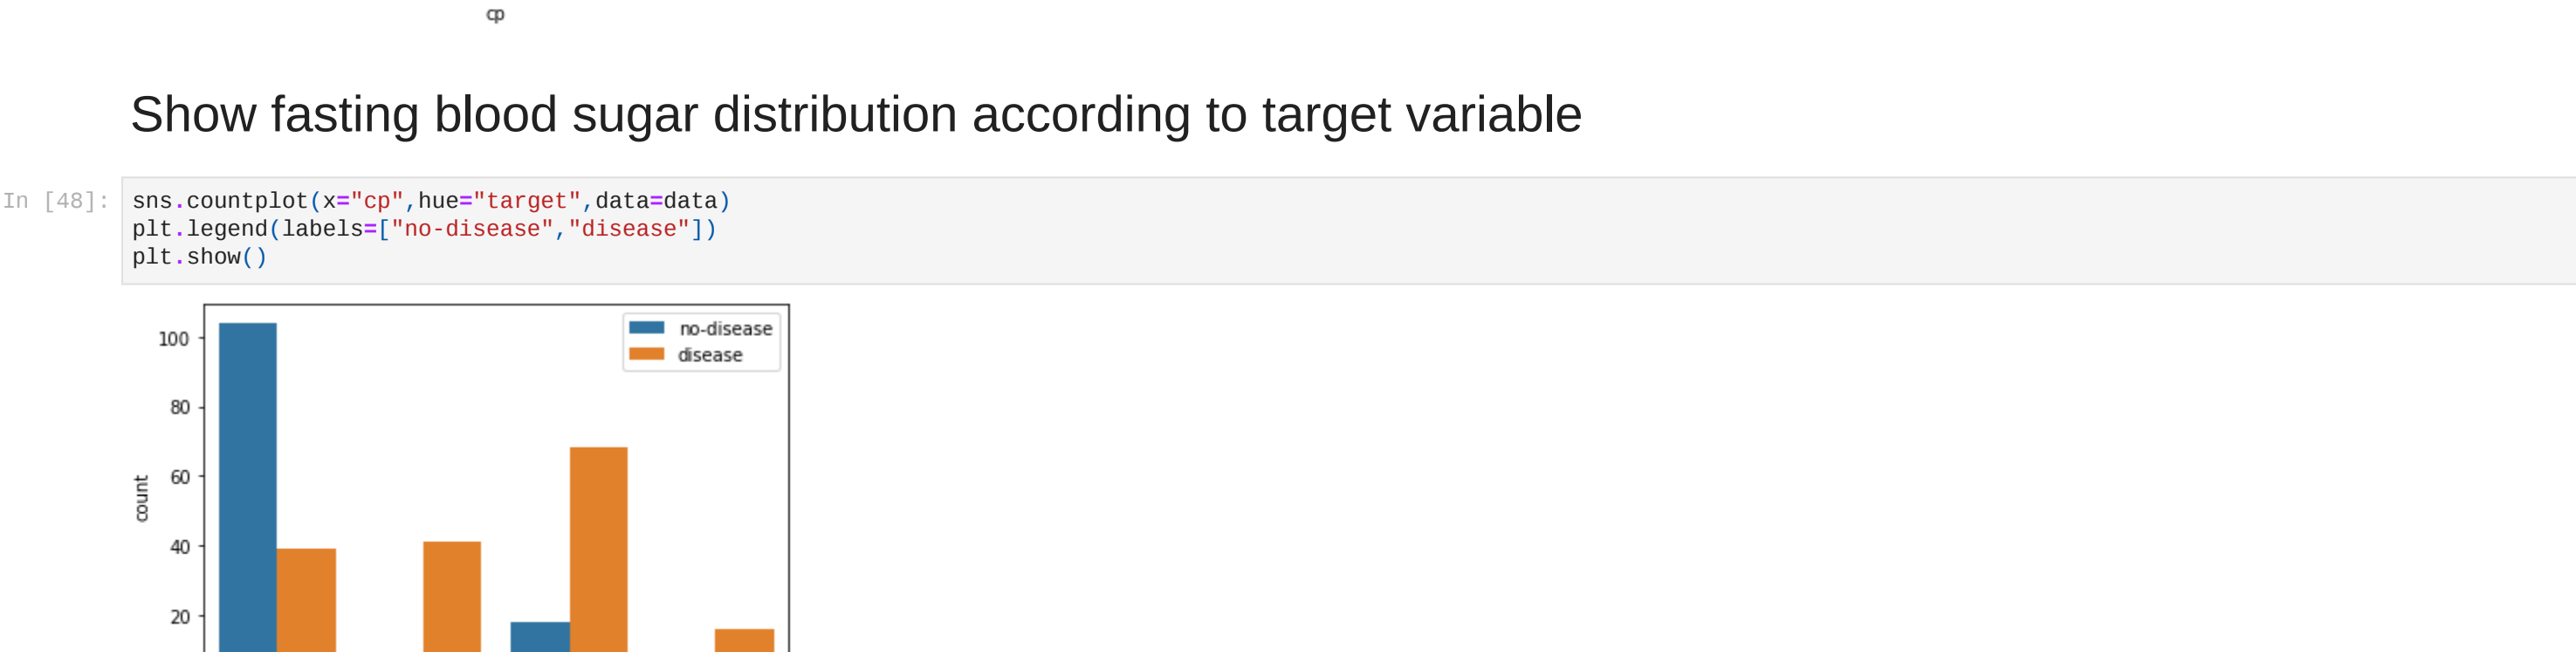 cp
Show fasting blood sugar distribution according to target variable
In [48]:
sns.countplot(x="cp",hue="target",data=data)
plt.legend(labels=["no-disease","disease"])
plt.show()
no-disease
disease
100
80
60
40
20
count